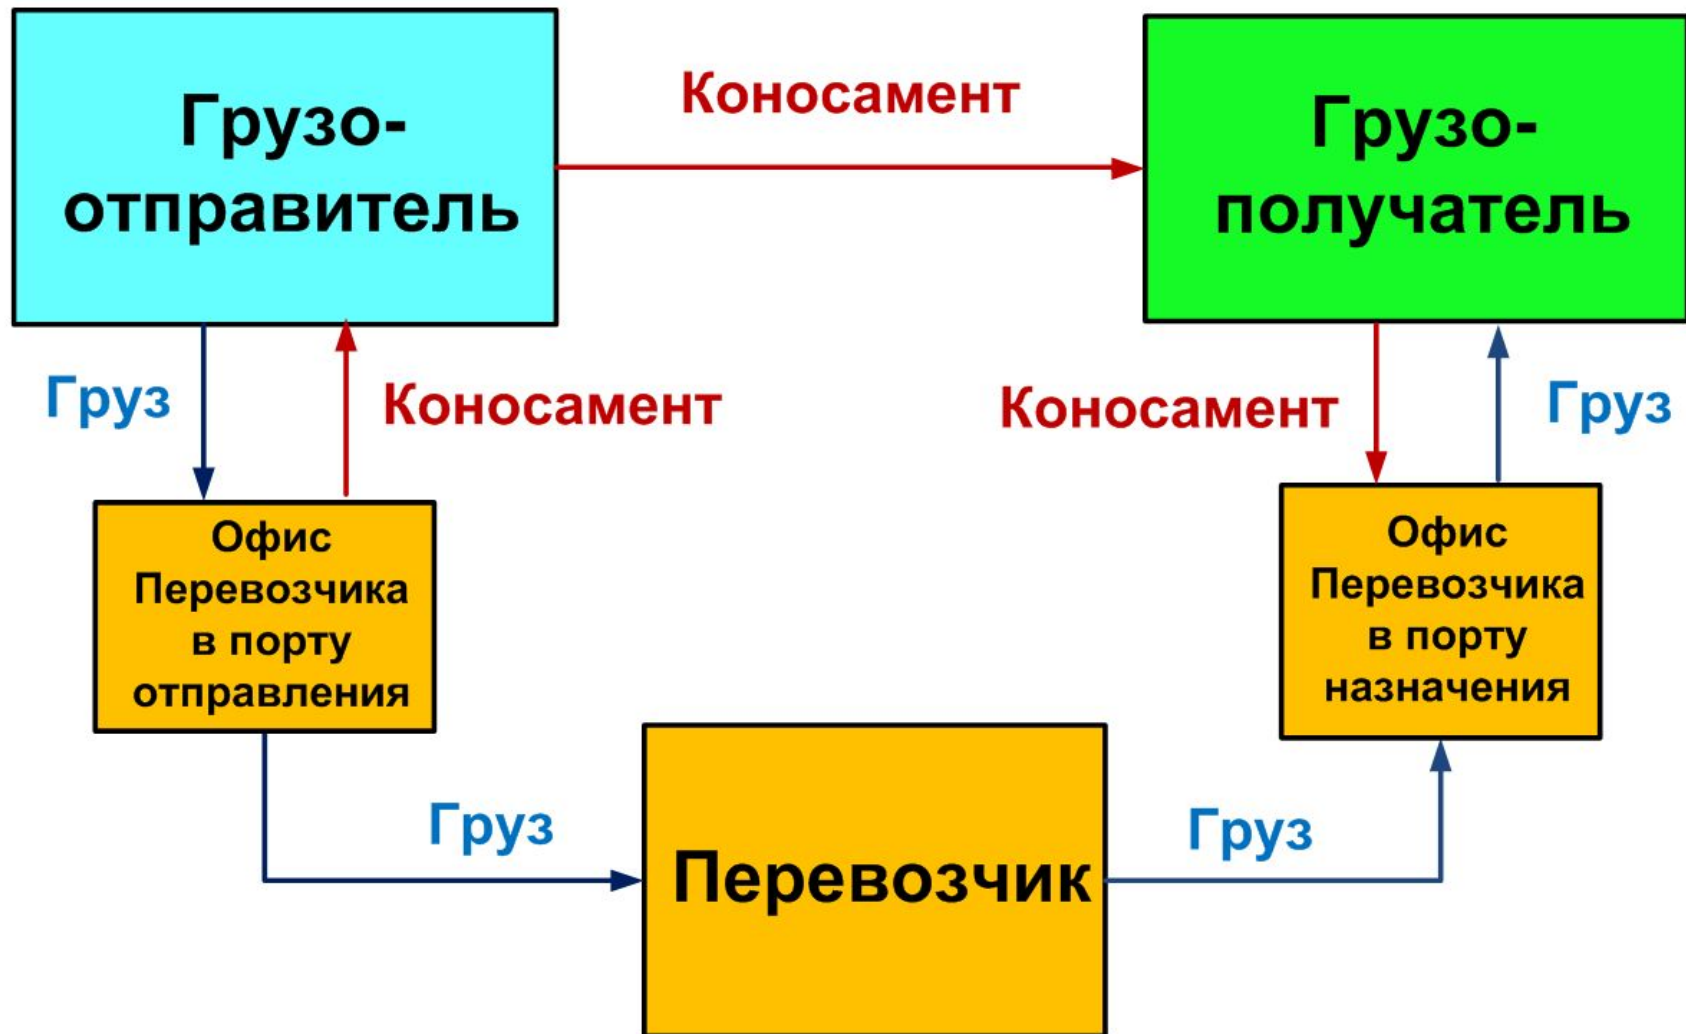 Грузо-
отправитель
Коносамент
Грузо-
получатель
Груз
Коносамент
Коносамент
Груз
Офис
Перевозчика
в порту
отправления
Офис
Перевозчика
в порту
назначения
Груз
Перевозчик
Груз